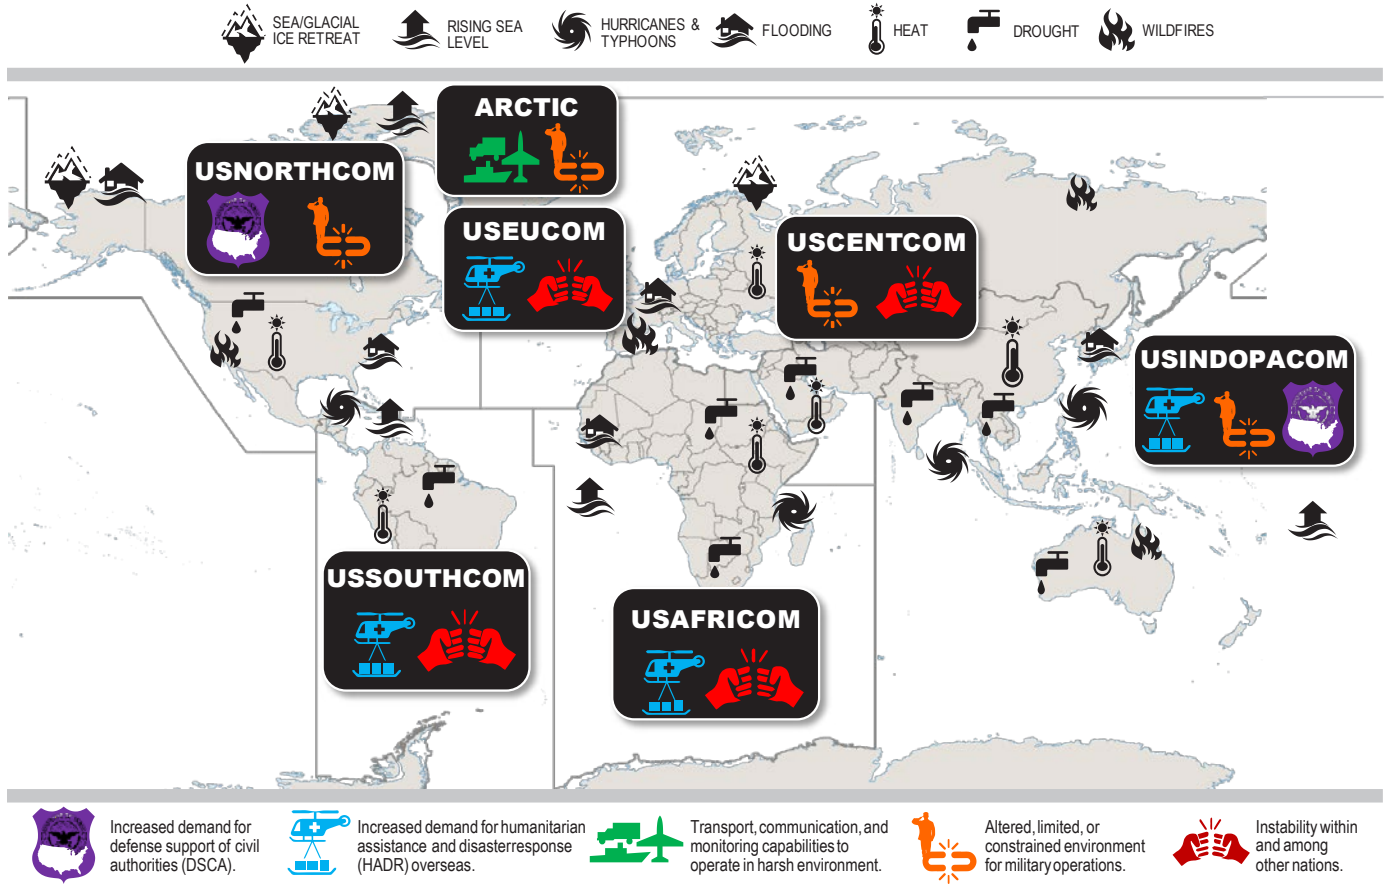 SEA/GLACIAL
ICE RETREAT
RISING SEA
LEVEL
HURRICANES &
TYPHOONS
FLOODING
HEAT
DROUGHT
WILDFIRES
ARCTIC
USNORTHCOM
USEUCOM
USCENTCOM
USINDOPACOM
USSOUTHCOM
USAFRICOM
Increased demand for
defense support of civil
authorities (DSCA).
Increased demand for humanitarian
assistance and disasterresponse
(HADR) overseas.
Transport, communication, and
monitoring capabilities to
operate in harsh environment.
Altered, limited, or
constrained environment
for military operations.
Instability within
and among
other nations.